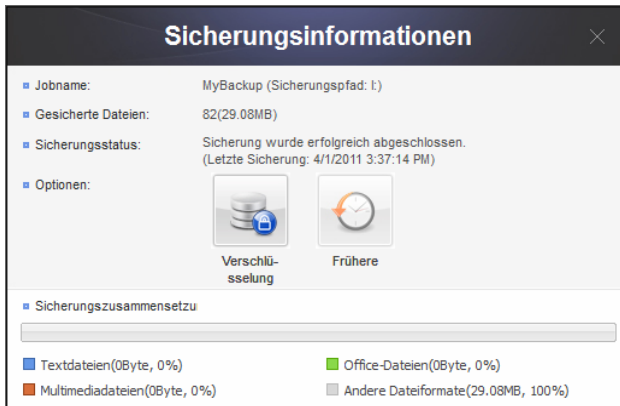 Sicherungsinformationen
Jobname: MyBackup (Sicherungspfad: I:)
Gesicherte Dateien: 82(29.08MB)
Sicherungsstatus: Sicherung wurde erfolgreich abgeschlossen.
(Letzte Sicherung: 4/1/2011 3:37:14 PM)
Optionen:
Verschlü-
sselung
Frühere
Sicherungszusammensetzu
Textdateien(0Byte, 0%) Office-Dateien(0Byte, 0%)
Multimediadateien(0Byte, 0%) Andere Dateiformate(29.08MB, 100%)